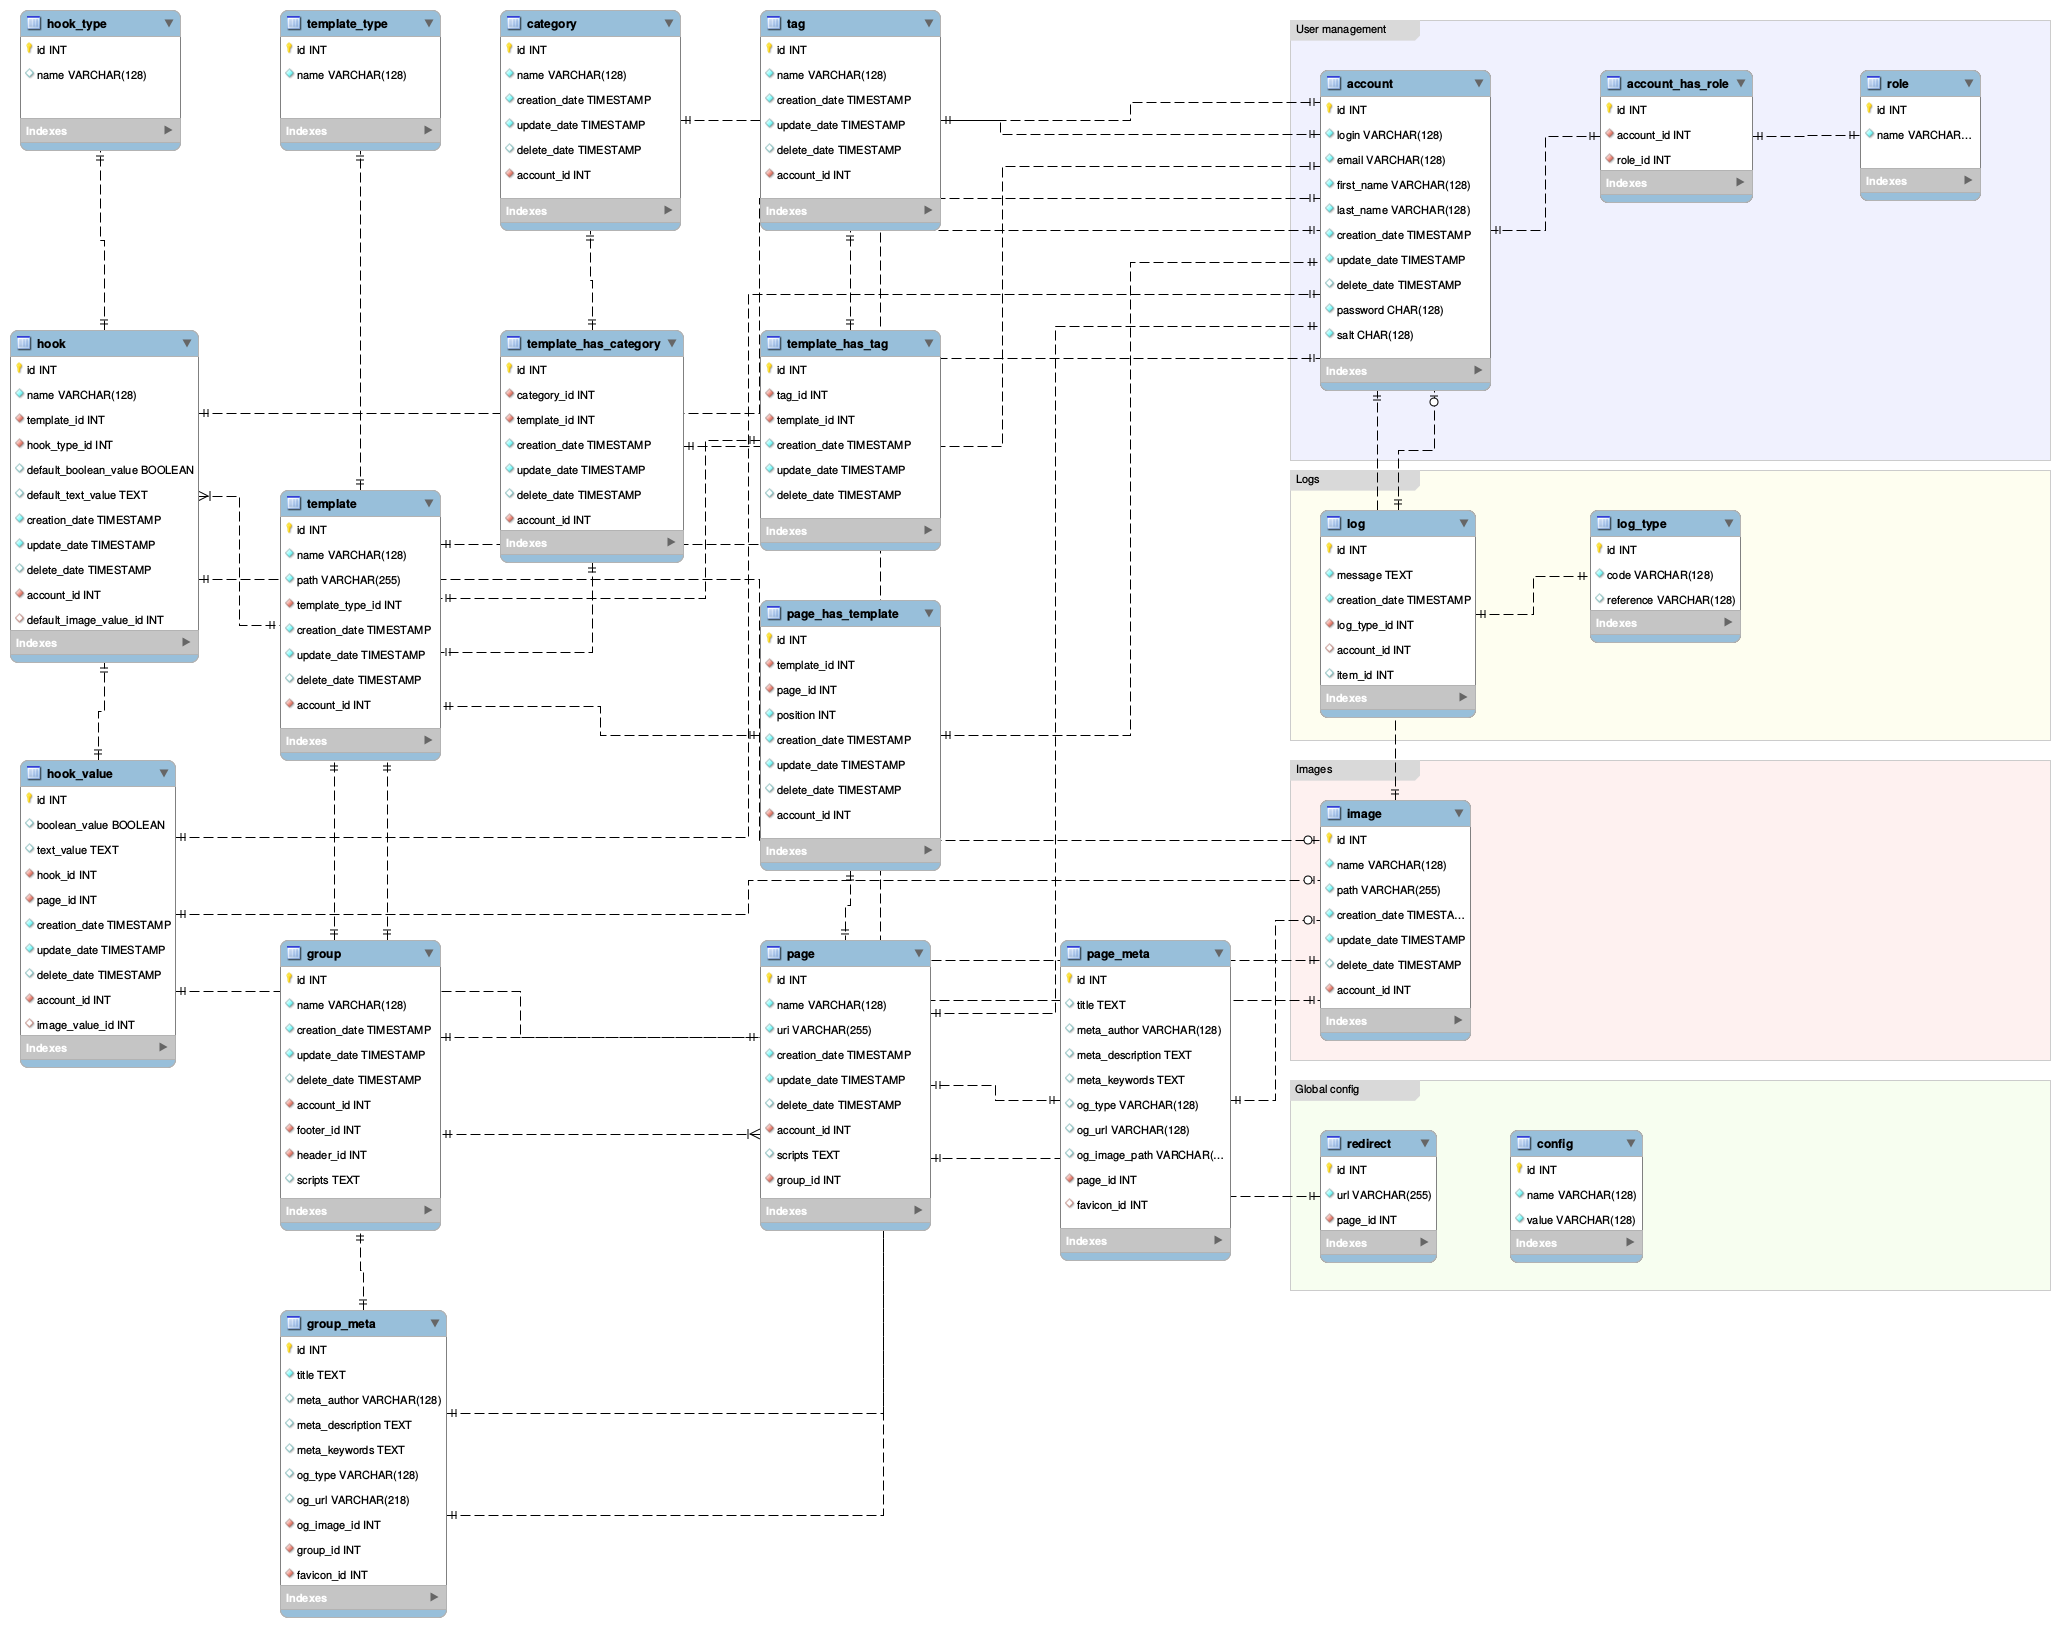 hook_type
id INT
name VARCHAR(128)
Indexes
template_type
id INT
name VARCHAR(128)
Indexes
category
id INT
name VARCHAR(128)
creation_date TIMESTAMP
update_date TIMESTAMP
delete_date TIMESTAMP
account_id INT
Indexes
tag
id INT
name VARCHAR(128)
creation_date TIMESTAMP
update_date TIMESTAMP
delete_date TIMESTAMP
account_id INT
Indexes
User management
account
id INT
login VARCHAR(128)
email VARCHAR(128)
first_name VARCHAR(128)
last_name VARCHAR(128)
creation_date TIMESTAMP
update_date TIMESTAMP
delete_date TIMESTAMP
password CHAR(128)
salt CHAR(128)
Indexes
account_has_role
id INT
account_id INT
role_id INT
Indexes
role
id INT
name VARCHAR...
Indexes
hook
id INT
name VARCHAR(128)
template_id INT
hook_type_id INT
default_boolean_value BOOLEAN
default_text_value TEXT
creation_date TIMESTAMP
update_date TIMESTAMP
delete_date TIMESTAMP
account_id INT
default_image_value_id INT
Indexes
template
id INT
name VARCHAR(128)
path VARCHAR(255)
template_type_id INT
creation_date TIMESTAMP
update_date TIMESTAMP
delete_date TIMESTAMP
account_id INT
Indexes
template_has_category
id INT
category_id INT
template_id INT
creation_date TIMESTAMP
update_date TIMESTAMP
delete_date TIMESTAMP
account_id INT
Indexes
template_has_tag
id INT
tag_id INT
template_id INT
creation_date TIMESTAMP
update_date TIMESTAMP
delete_date TIMESTAMP
Indexes
Logs
log
id INT
message TEXT
creation_date TIMESTAMP
log_type_id INT
account_id INT
item_id INT
Indexes
log_type
id INT
code VARCHAR(128)
reference VARCHAR(128)
Indexes
page_has_template
id INT
template_id INT
page_id INT
position INT
creation_date TIMESTAMP
update_date TIMESTAMP
delete_date TIMESTAMP
account_id INT
Indexes
hook_value
id INT
boolean_value BOOLEAN
text_value TEXT
hook_id INT
page_id INT
creation_date TIMESTAMP
update_date TIMESTAMP
delete_date TIMESTAMP
account_id INT
image_value_id INT
Indexes
Images
image
id INT
name VARCHAR(128)
path VARCHAR(255)
creation_date TIMESTA...
update_date TIMESTAMP
delete_date TIMESTAMP
account_id INT
Indexes
group
id INT
name VARCHAR(128)
creation_date TIMESTAMP
update_date TIMESTAMP
delete_date TIMESTAMP
account_id INT
footer_id INT
header_id INT
scripts TEXT
Indexes
page
id INT
name VARCHAR(128)
uri VARCHAR(255)
creation_date TIMESTAMP
update_date TIMESTAMP
delete_date TIMESTAMP
account_id INT
scripts TEXT
group_id INT
Indexes
page_meta
id INT
title TEXT
meta_author VARCHAR(128)
meta_description TEXT
meta_keywords TEXT
og_type VARCHAR(128)
og_url VARCHAR(128)
og_image_path VARCHAR(...
page_id INT
favicon_id INT
Indexes
Global config
redirect
id INT
url VARCHAR(255)
page_id INT
Indexes
config
id INT
name VARCHAR(128)
value VARCHAR(128)
Indexes
group_meta
id INT
title TEXT
meta_author VARCHAR(128)
meta_description TEXT
meta_keywords TEXT
og_type VARCHAR(128)
og_url VARCHAR(218)
og_image_id INT
group_id INT
favicon_id INT
Indexes